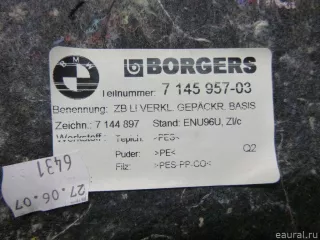 BMW
BORGERS
Teilnummer: 7 145 957-03
Benennung: ZB LI VERKL. GEPÄCKR. BASIS
Zeichn.: 7 144 897 Stand: ENU96U, ZI/c
Werkstoff: Teppich: >PES<
Puder: >PE< Q2
Filz: >PES-PP-CO<
6431
27.06.07
eaural.ru